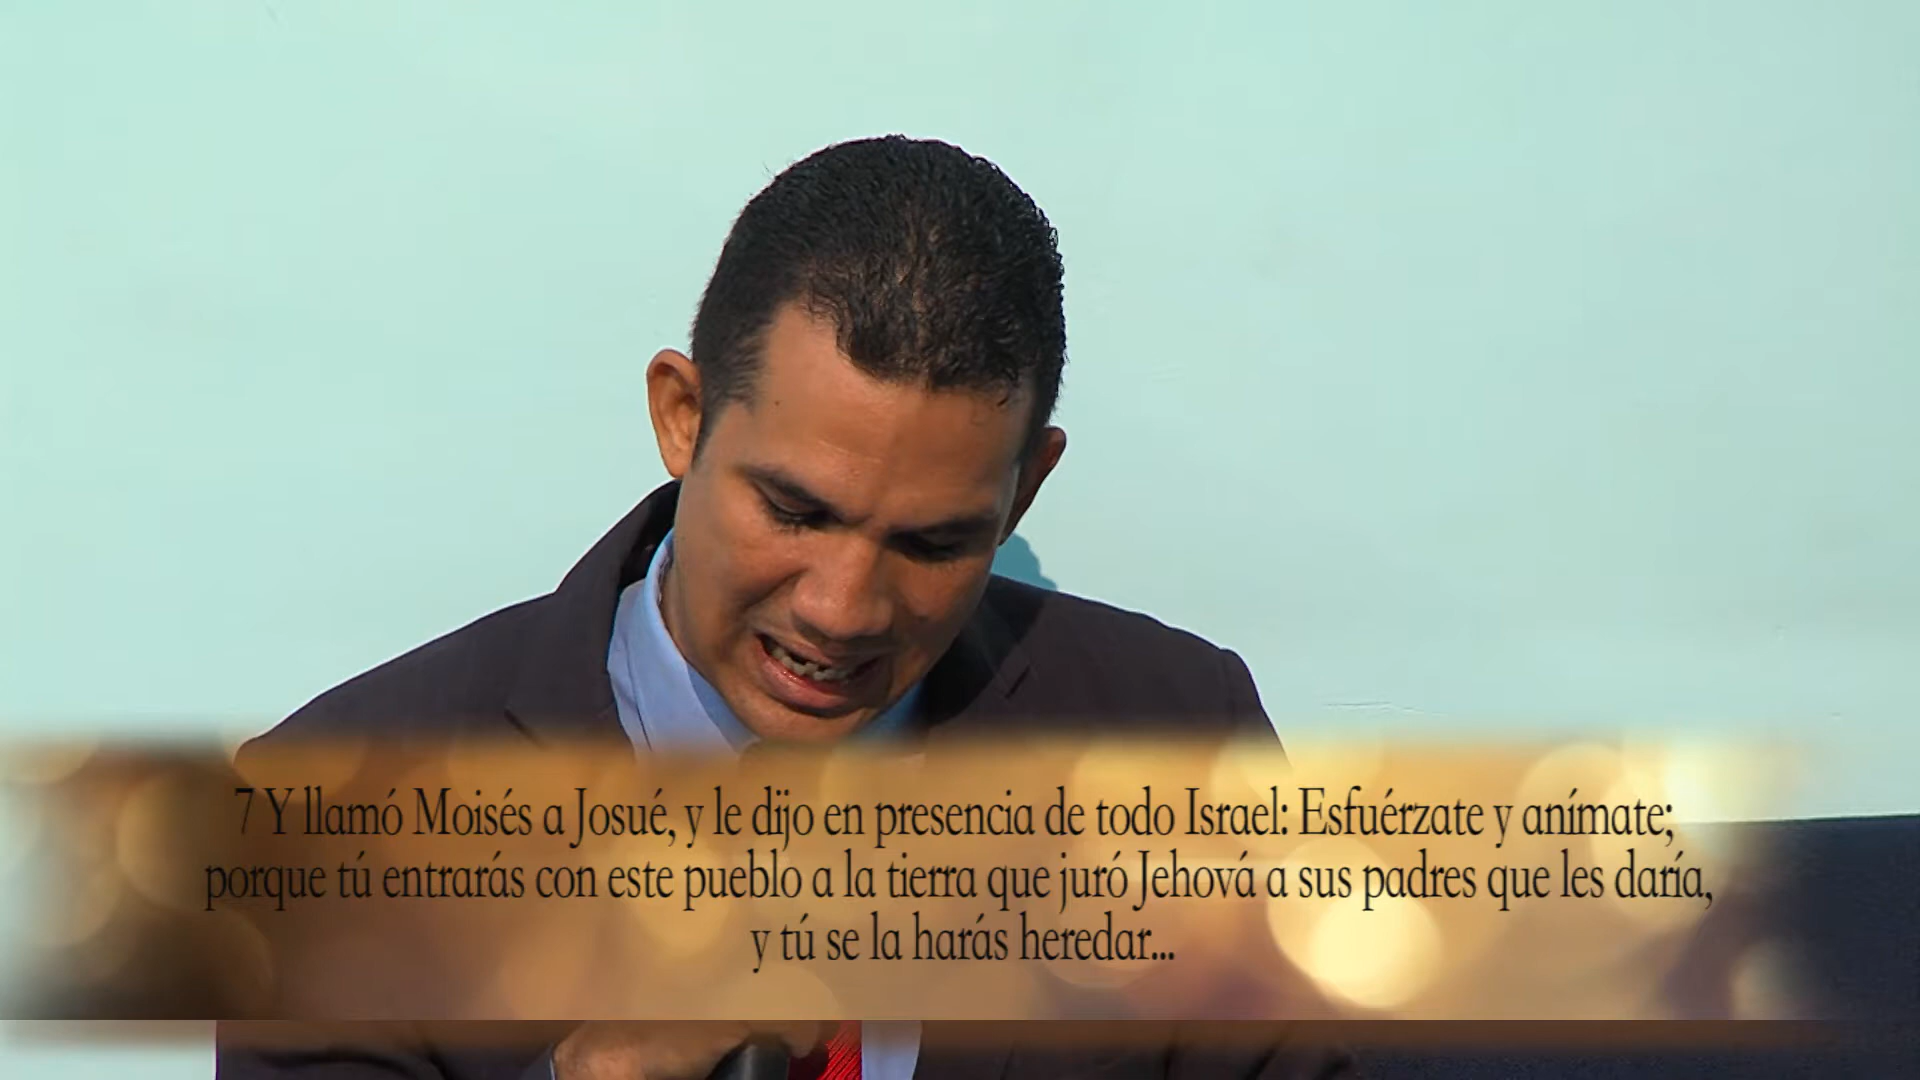 7 Y llamó Moisés a Josué, y le dijo en presencia de todo Israel: Esfuérzate y anímate;
porque tú entrarás con este pueblo a la tierra que juró Jehová a sus padres que les daría,
y tú se la harás heredar...